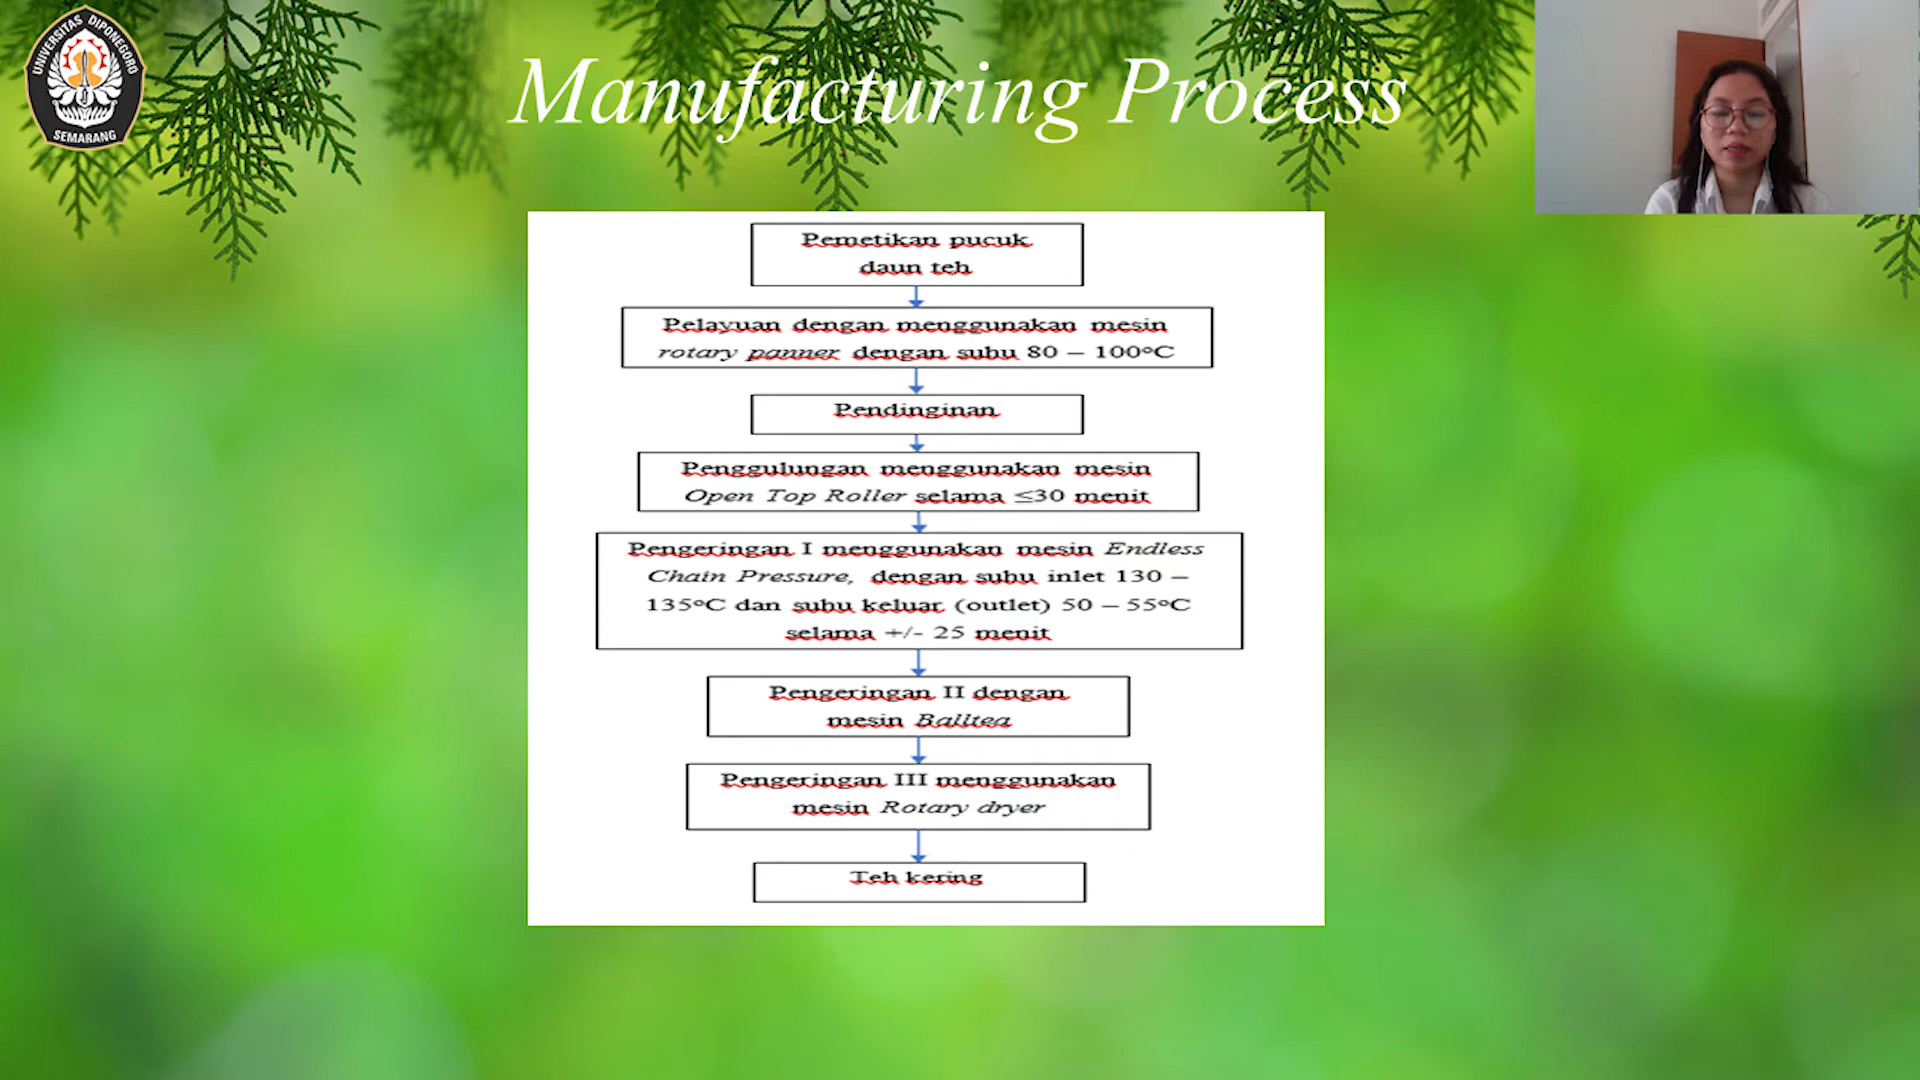 UNIVERSITAS DIPONEGORO
SEMARANG
Manufacturing Process
Pemetikan pucuk
daun teh
Pelayuan dengan menggunakan mesin
rotary panner dengan suhu 80 – 100°C
Pendinginan
Penggulungan menggunakan mesin
Open Top Roller selama ≤30 menit
Pengeringan I menggunakan mesin Endless
Chain Pressure, dengan suhu inlet 130 –
135°C dan suhu keluar (outlet) 50 – 55°C
selama +/- 25 menit
Pengeringan II dengan
mesin Balltea
Pengeringan III menggunakan
mesin Rotary dryer
Teh kering